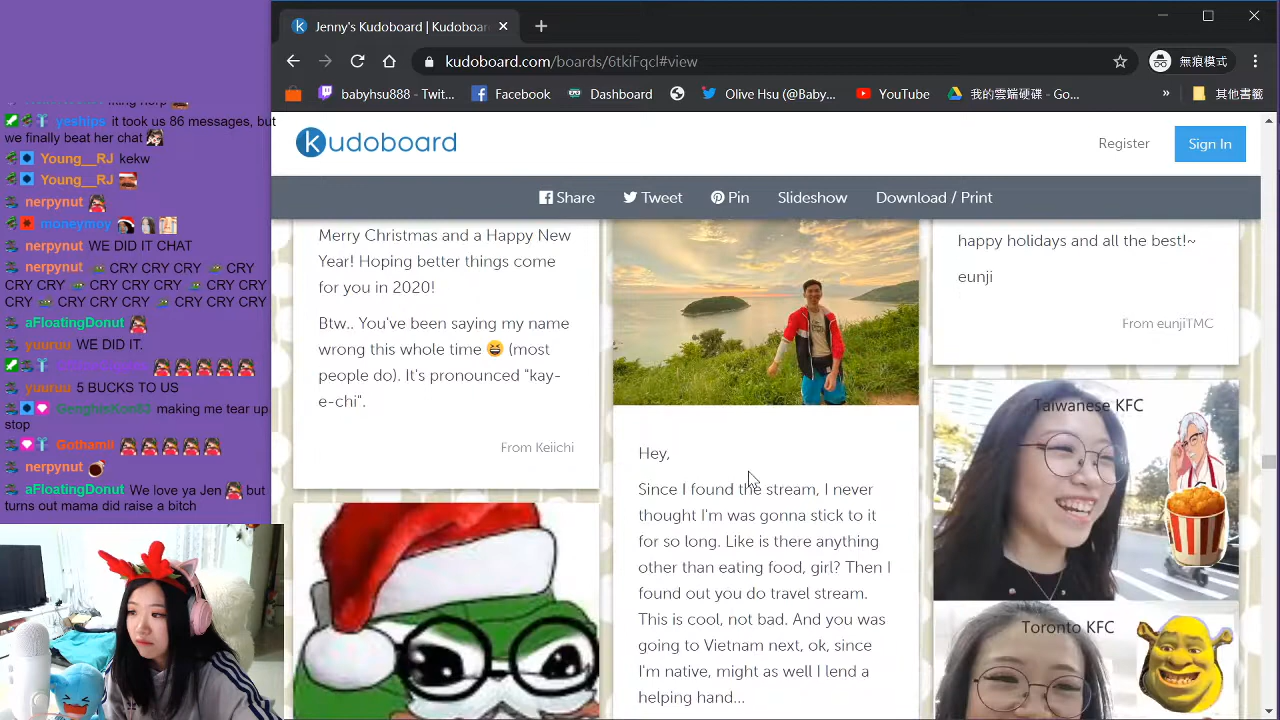 yeships it took us 86 messages, but
we finally beat her chat
Young__RJ kekw
Young__RJ
nerpynut
moneymoy
nerpynut WE DID IT CHAT
nerpynut CRY CRY CRY CRY
CRY CRY CRY CRY CRY CRY CRY
CRY CRY CRY CRY CRY CRY CRY
aFloatingDonut
yuuruu WE DID IT.
yuuruu 5 BUCKS TO US
GenghisKon83 making me tear up
stop
Gothamii
nerpynut
aFloatingDonut We love ya Jen but
turns out mama did raise a bitch
Jenny's Kudoboard | Kudoboar
kudoboard.com/boards/6tkiFqcl#view
無痕模式
babyhsu888 - Twit...
Facebook
Dashboard
Olive Hsu (@Baby...
YouTube
我的雲端硬碟 - Go...
»
其他書籤
kudoboard
Register
Sign In
Share
Tweet
Pin
Slideshow
Download / Print
Merry Christmas and a Happy New
Year! Hoping better things come
for you in 2020!
Btw.. You've been saying my name
wrong this whole time 😆 (most
people do). It's pronounced "kay-
e-chi".
From Keiichi
Hey,
Since I found the stream, I never
thought I'm was gonna stick to it
for so long. Like is there anything
other than eating food, girl? Then I
found out you do travel stream.
This is cool, not bad. And you was
going to Vietnam next, ok, since
I'm native, might as well I lend a
helping hand...
happy holidays and all the best!~
eunji
From eunjiTMC
Taiwanese KFC
Toronto KFC